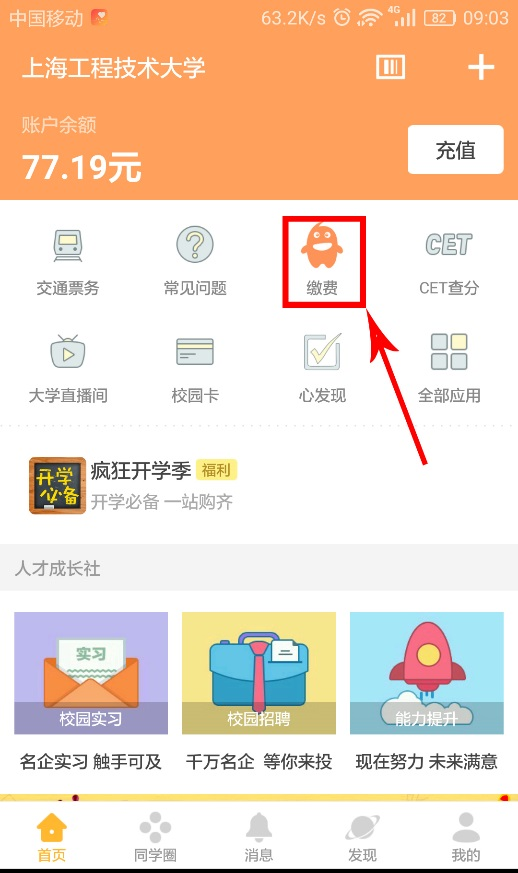 中国移动 63.2K/s 4G 82 09:03
上海工程技术大学
账户余额
77.19元
充值
交通票务 常见问题 缴费 CET查分
CET
大学直播间 校园卡 心发现 全部应用
开学必备
疯狂开学季 福利
开学必备 一站购齐
人才成长社
实习
校园实习 校园招聘 能力提升
名企实习 触手可及 千万名企 等你来投 现在努力 未来满意
首页 同学圈 消息 发现 我的